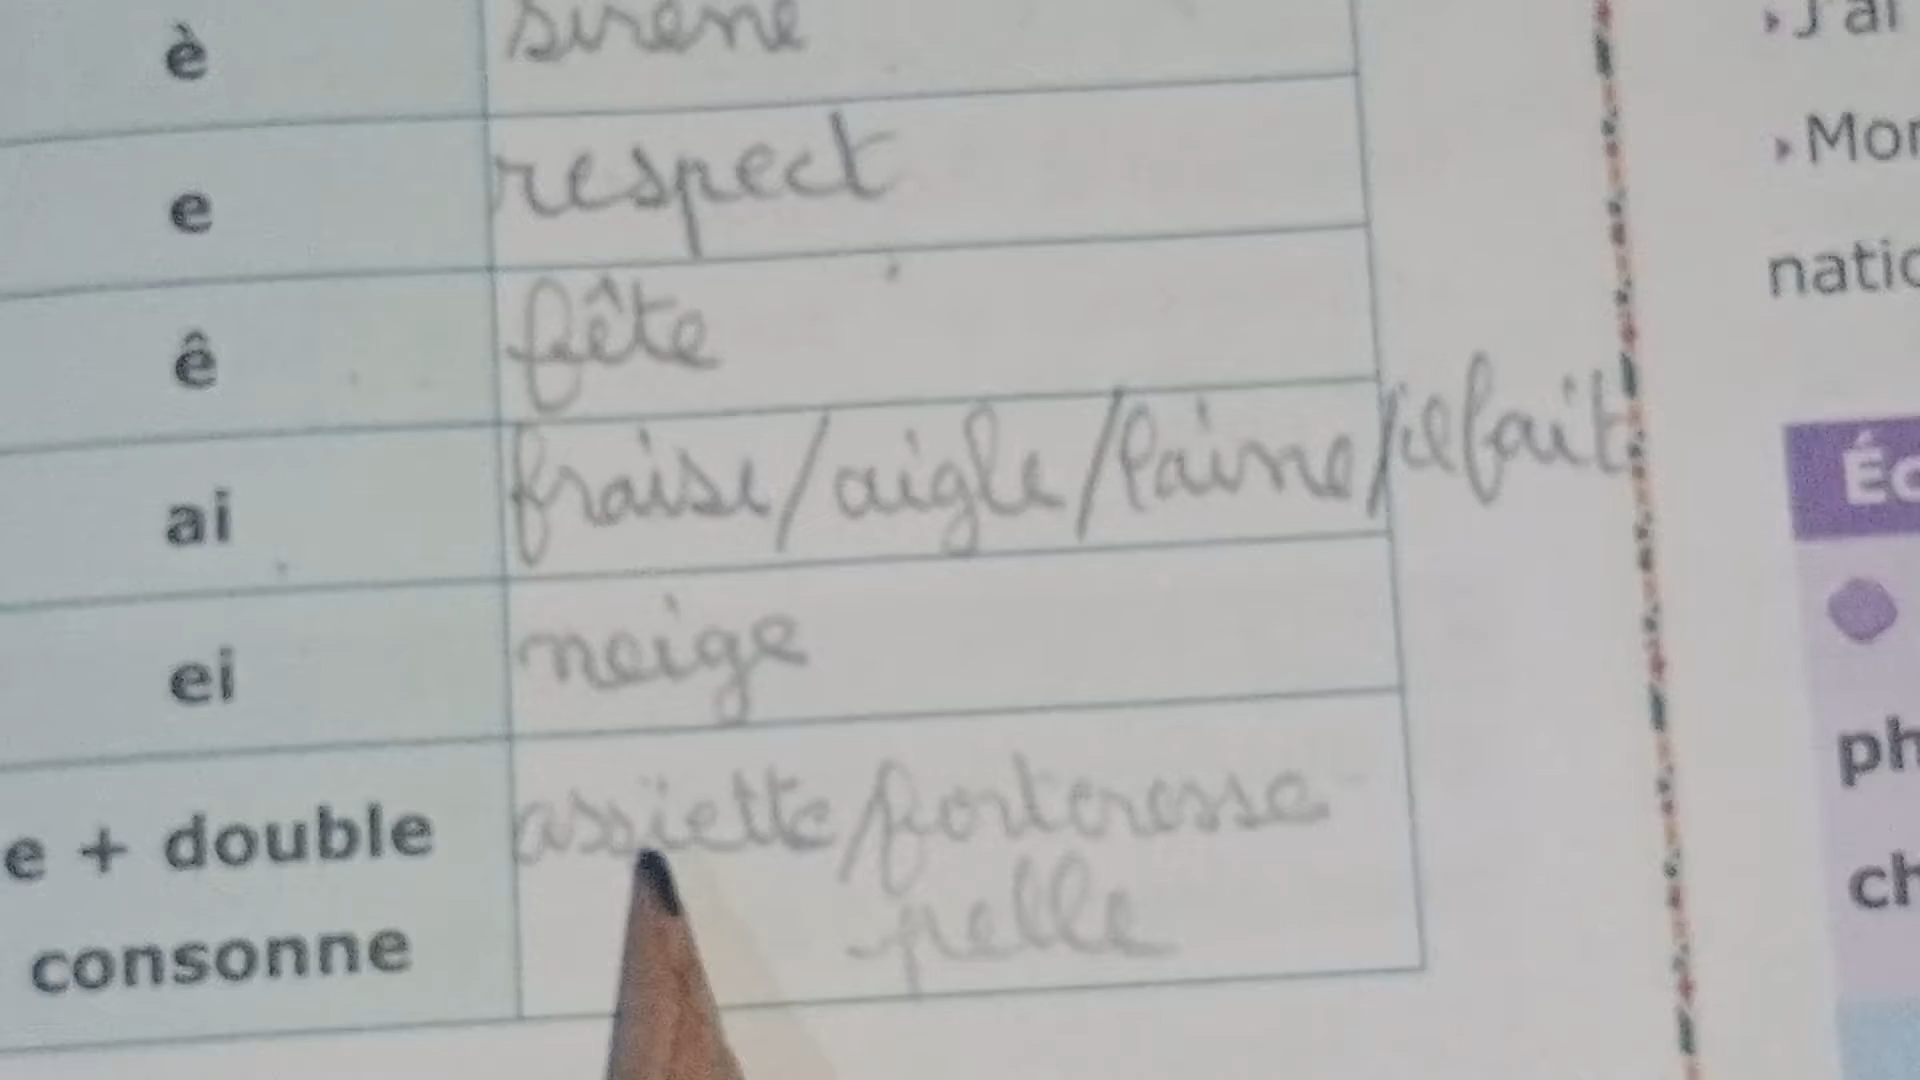 è sirène
e respect
ê fête
ai fraise/aigle/laine/il fait
ei neige
e + double assiette/forteresse
consonne pelle
J'ai
Mon
natio
Éc
ph
ch